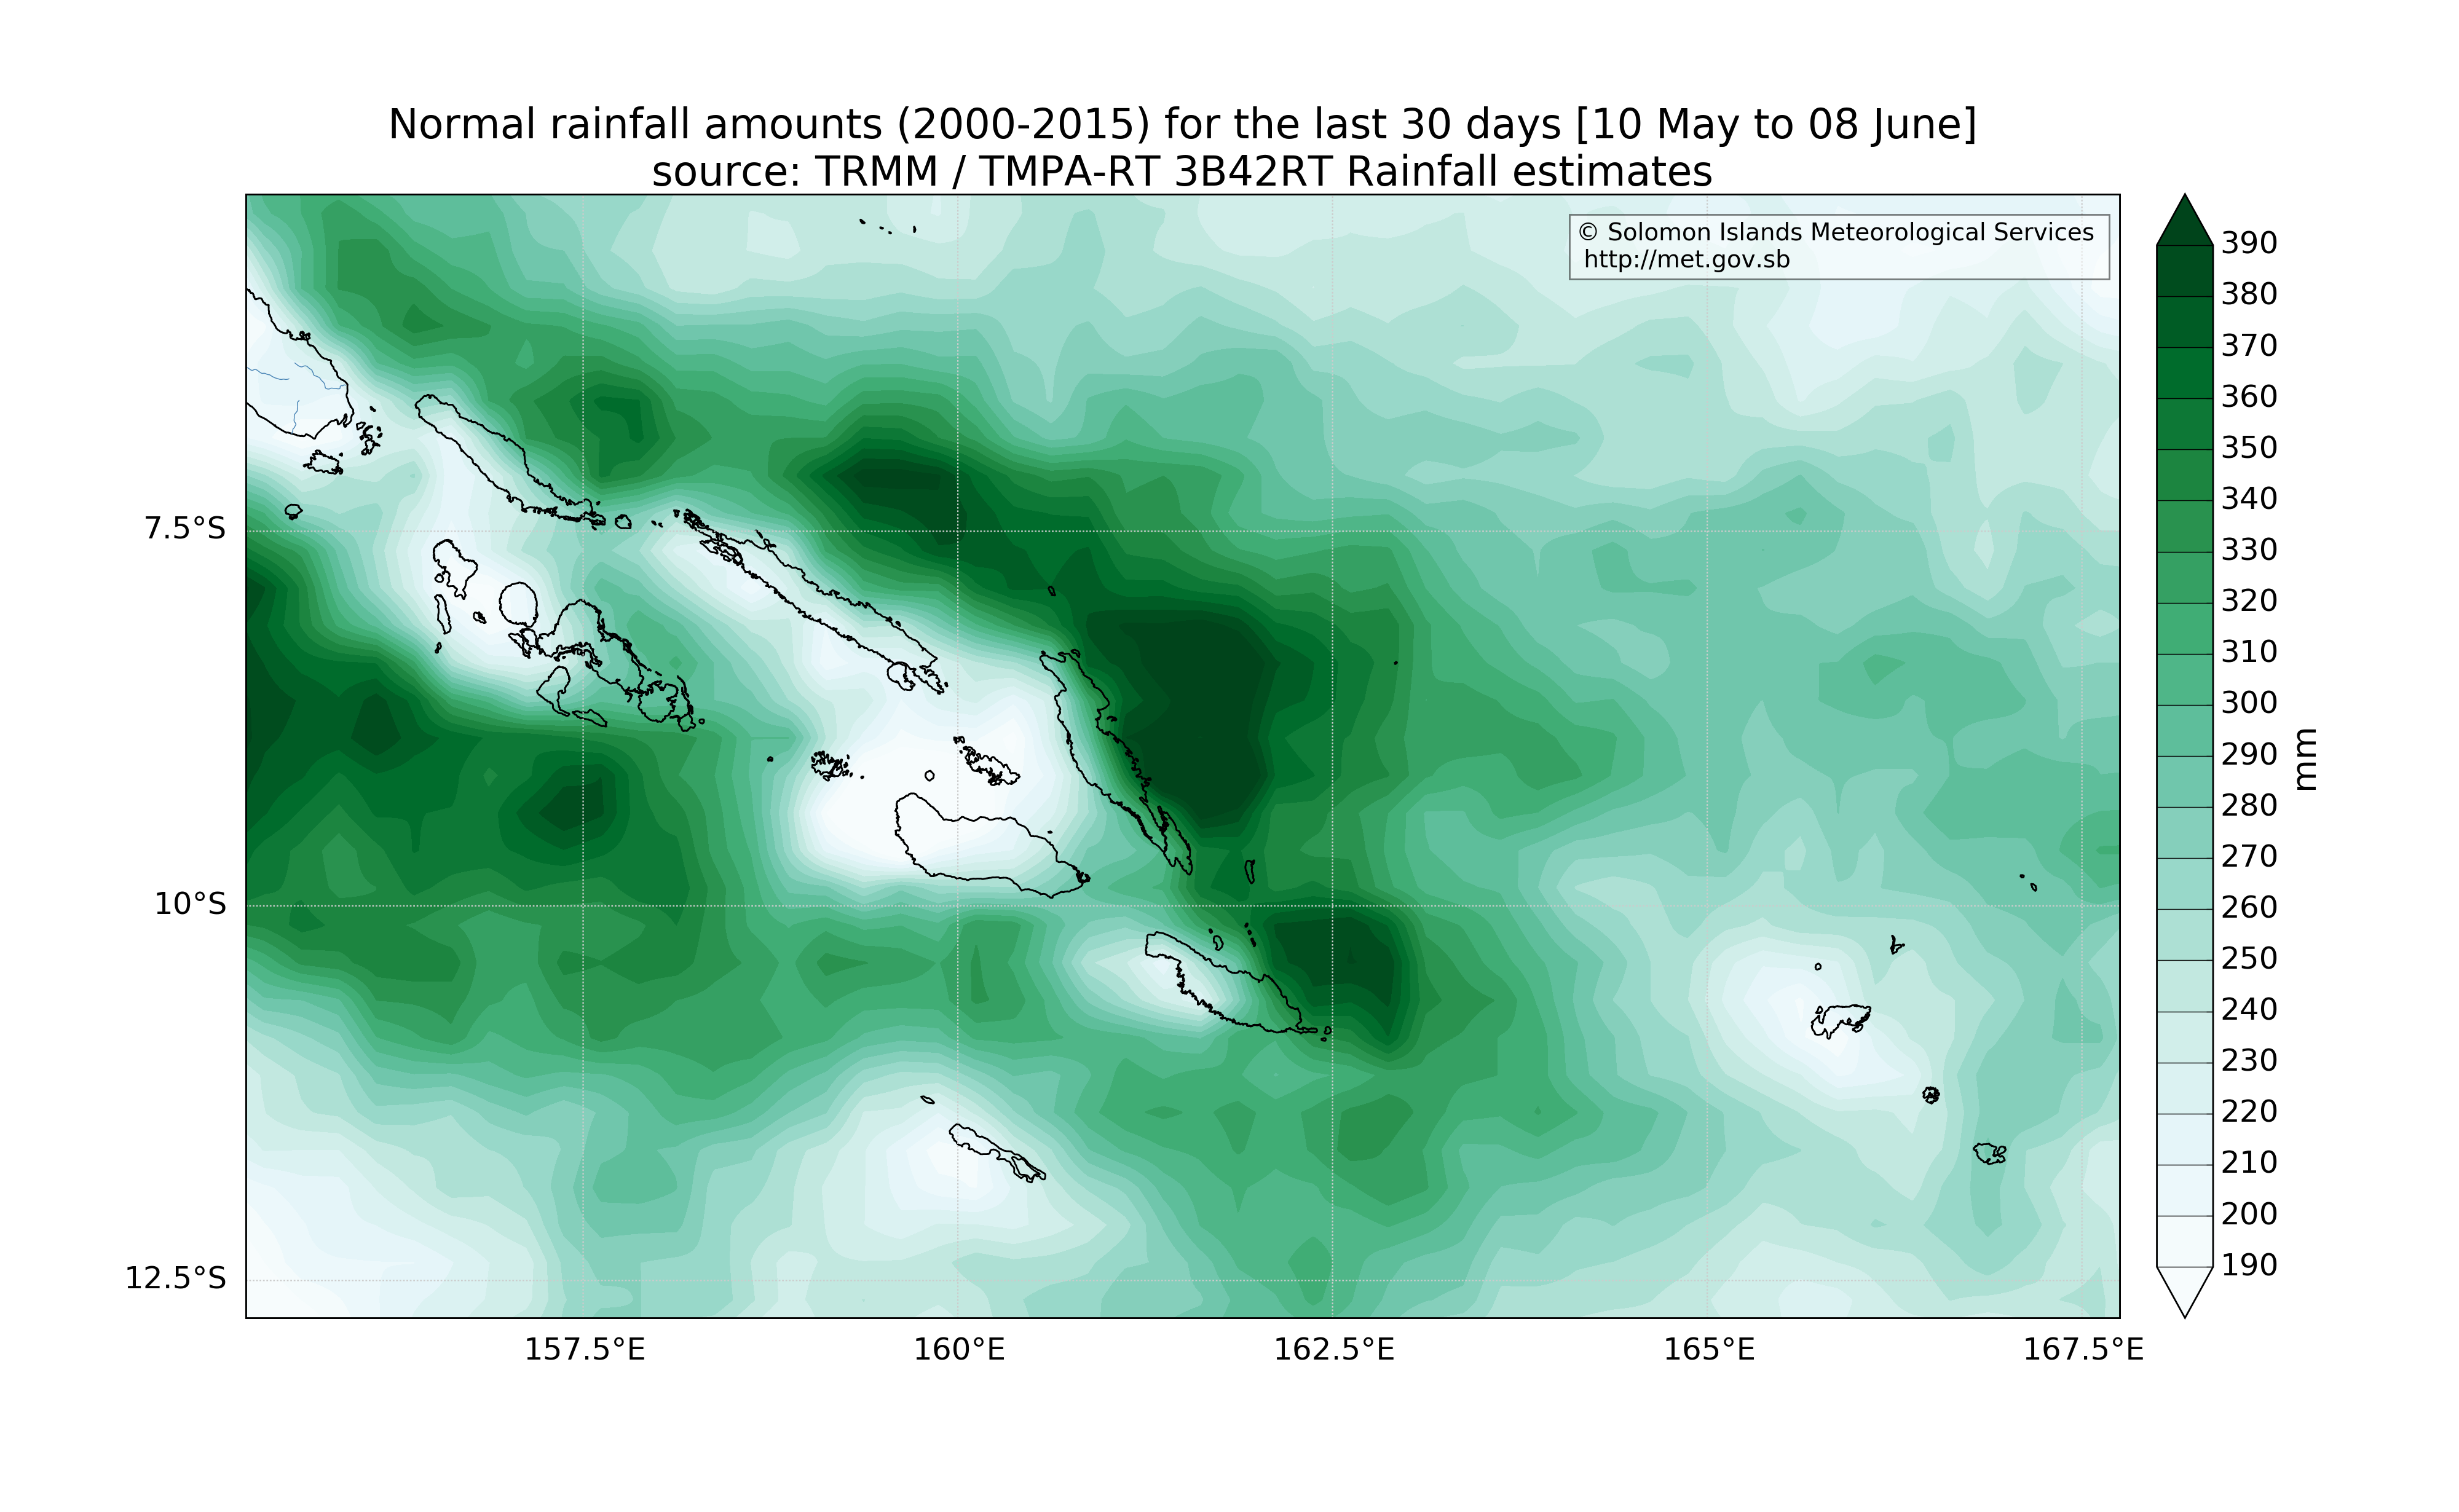 Normal rainfall amounts (2000-2015) for the last 30 days [10 May to 08 June]
source: TRMM / TMPA-RT 3B42RT Rainfall estimates
© Solomon Islands Meteorological Services
http://met.gov.sb
7.5°S
10°S
12.5°S
157.5°E
160°E
162.5°E
165°E
167.5°E
390
380
370
360
350
340
330
320
310
300
290
280
270
260
250
240
230
220
210
200
190
mm